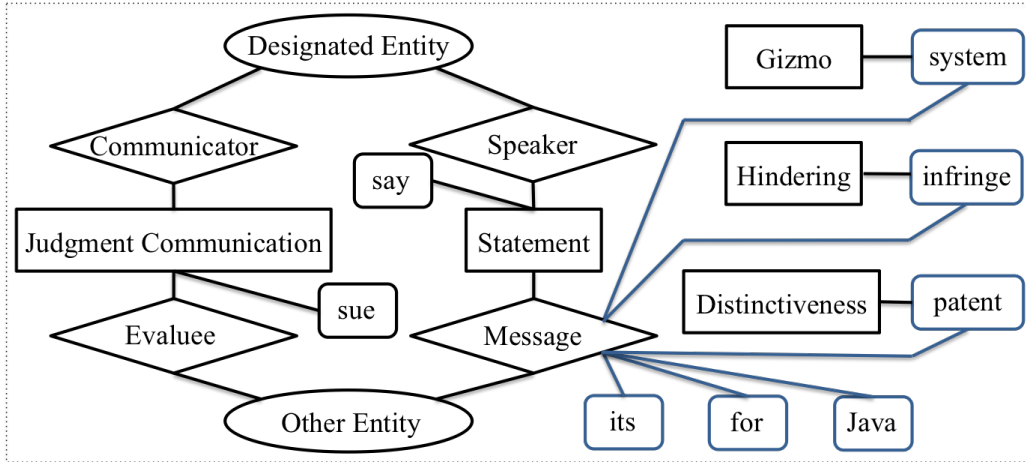 Designated Entity
Gizmo
system
Communicator
Speaker
say
Hindering
infringe
Judgment Communication
Statement
sue
Distinctiveness
patent
Evaluee
Message
Other Entity
its
for
Java